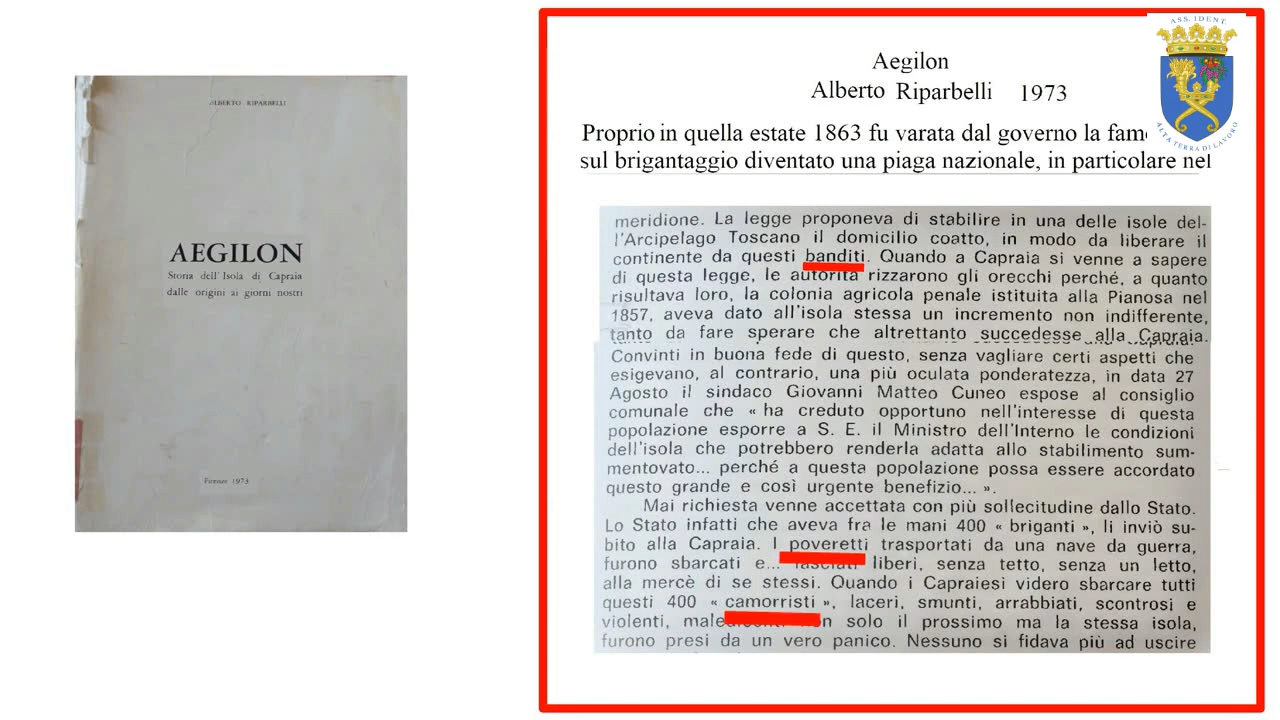 ALBERTO RIPARBELLI
AEGILON
Storia dell'Isola di Capraia
dalle origini ai giorni nostri
Firenze 1973
ASS. IDENT.
ALTA TERRA DI LAVORO
Aegilon
Alberto Riparbelli 1973
Proprio in quella estate 1863 fu varata dal governo la
sul brigantaggio diventato una piaga nazionale, in particolare nel
meridione. La legge proponeva di stabilire in una delle isole del-
l'Arcipelago Toscano il domicilio coatto, in modo da liberare il
continente da questi banditi. Quando a Capraia si venne a sapere
di questa legge, le autorità rizzarono gli orecchi perché, a quanto
risultava loro, la colonia agricola penale istituita alla Pianosa nel
1857, aveva dato all'isola stessa un incremento non indifferente,
tanto da fare sperare che altrettanto succedesse alla Capraia.
Convinti in buona fede di questo, senza vagliare certi aspetti che
esigevano, al contrario, una più oculata ponderatezza, in data 27
Agosto il sindaco Giovanni Matteo Cuneo espose al consiglio
comunale che « ha creduto opportuno nell'interesse di questa
popolazione esporre a S. E. il Ministro dell'Interno le condizioni
dell'isola che potrebbero renderla adatta allo stabilimento sum-
mentovato... perché a questa popolazione possa essere accordato
questo grande e così urgente benefizio... ».
Mai richiesta venne accettata con più sollecitudine dallo Stato.
Lo Stato infatti che aveva fra le mani 400 « briganti », li inviò su-
bito alla Capraia. I poveretti trasportati da una nave da guerra,
furono sbarcati e... lasciati liberi, senza tetto, senza un letto,
alla mercè di se stessi. Quando i Capraiesi videro sbarcare tutti
questi 400 « camorristi », laceri, smunti, arrabbiati, scontrosi e
violenti, non solo il prossimo ma la stessa isola,
furono presi da un vero panico. Nessuno si fidava più ad uscire